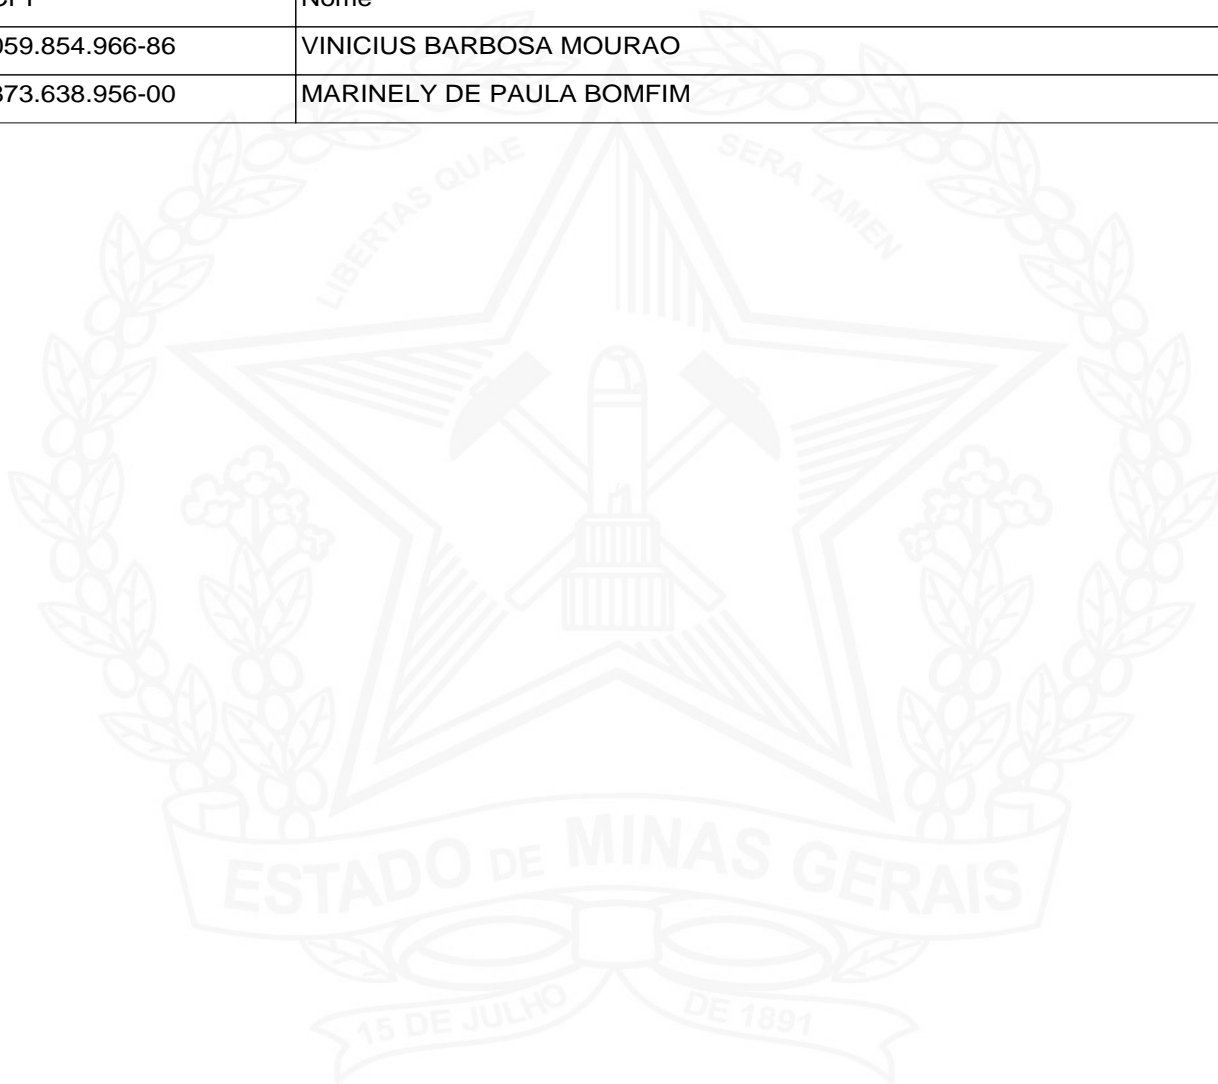 Nome
059.854.966-86 VINICIUS BARBOSA MOURAO
873.638.956-00 MARINELY DE PAULA BOMFIM
LIBERTAS QUAE SERA TAMEN
ESTADO DE MINAS GERAIS
15 DE JULHO DE 1891